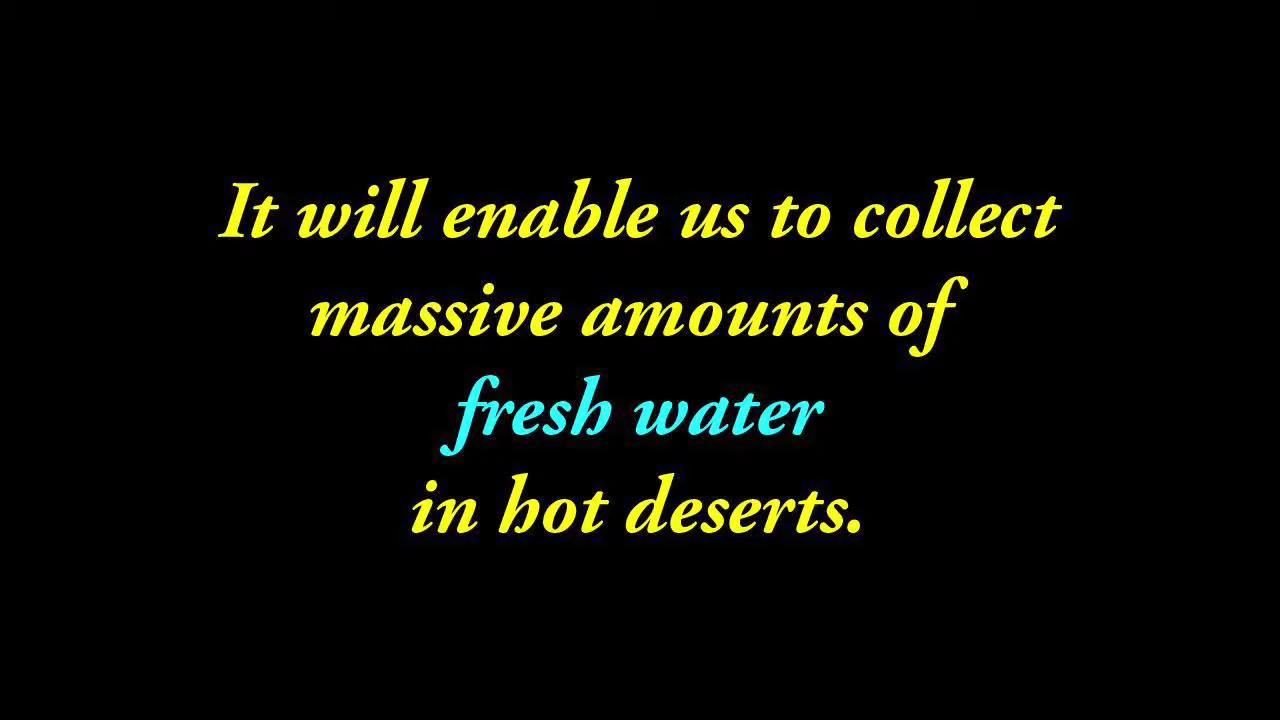 It will enable us to collect
massive amounts of
fresh water
in hot deserts.